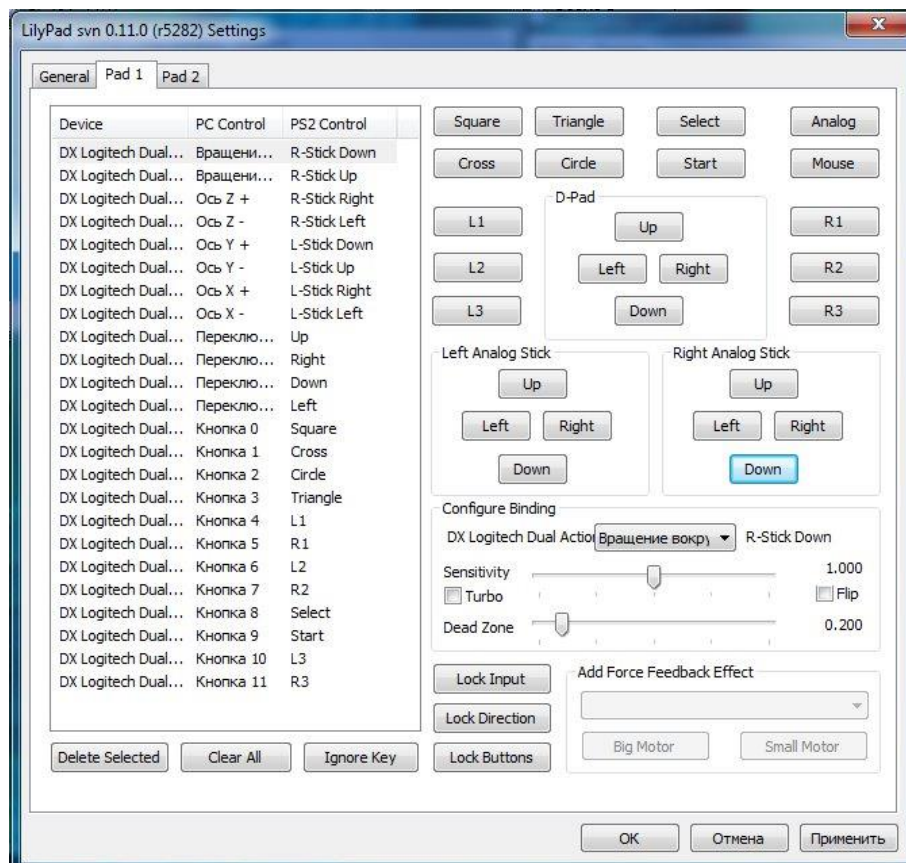 LilyPad svn 0.11.0 (r5282) Settings
General Pad 1 Pad 2
Device PC Control PS2 Control
DX Logitech Dual... Вращени... R-Stick Down
DX Logitech Dual... Вращени... R-Stick Up
DX Logitech Dual... Ось Z + R-Stick Right
DX Logitech Dual... Ось Z - R-Stick Left
DX Logitech Dual... Ось Y + L-Stick Down
DX Logitech Dual... Ось Y - L-Stick Up
DX Logitech Dual... Ось X + L-Stick Right
DX Logitech Dual... Ось X - L-Stick Left
DX Logitech Dual... Переклю... Up
DX Logitech Dual... Переклю... Right
DX Logitech Dual... Переклю... Down
DX Logitech Dual... Переклю... Left
DX Logitech Dual... Кнопка 0 Square
DX Logitech Dual... Кнопка 1 Cross
DX Logitech Dual... Кнопка 2 Circle
DX Logitech Dual... Кнопка 3 Triangle
DX Logitech Dual... Кнопка 4 L1
DX Logitech Dual... Кнопка 5 R1
DX Logitech Dual... Кнопка 6 L2
DX Logitech Dual... Кнопка 7 R2
DX Logitech Dual... Кнопка 8 Select
DX Logitech Dual... Кнопка 9 Start
DX Logitech Dual... Кнопка 10 L3
DX Logitech Dual... Кнопка 11 R3
Delete Selected Clear All Ignore Key
Square Triangle Select Analog
Cross Circle Start Mouse
D-Pad
L1 Up R1
L2 Left Right R2
L3 Down R3
Left Analog Stick Right Analog Stick
Up Up
Left Right Left Right
Down Down
Configure Binding
DX Logitech Dual Action Вращение вокру R-Stick Down
Sensitivity 1.000
Turbo Flip
Dead Zone 0.200
Lock Input Add Force Feedback Effect
Lock Direction
Lock Buttons Big Motor Small Motor
OK Отмена Применить